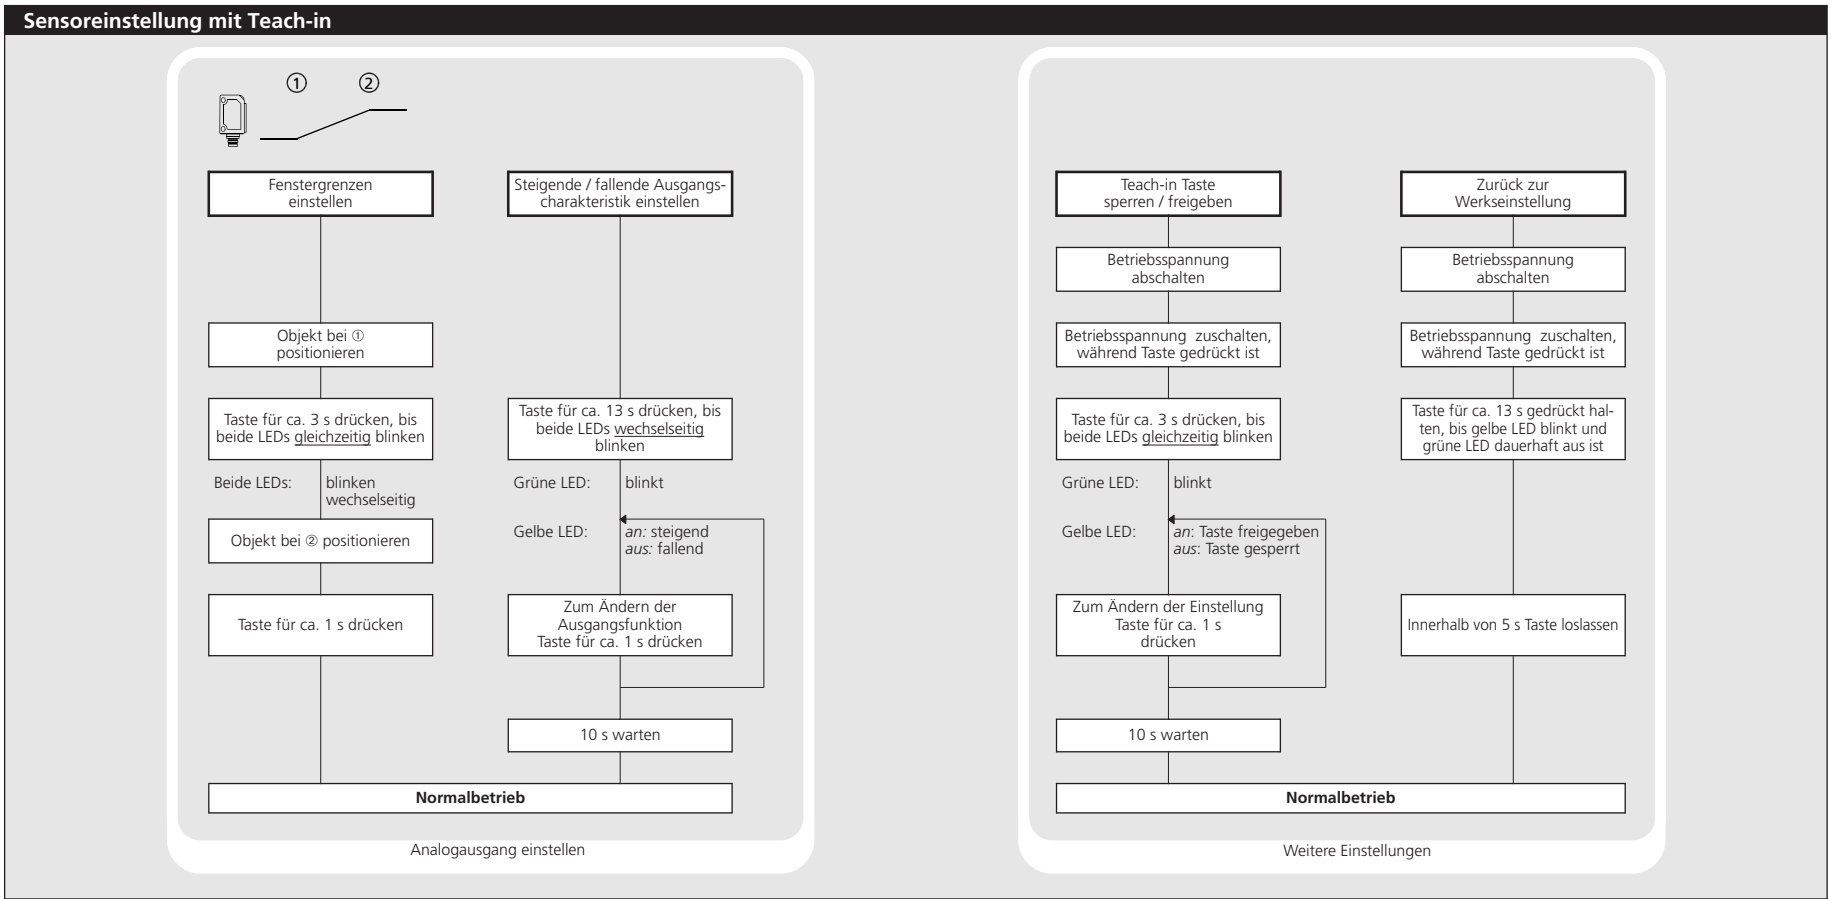 Sensoreinstellung mit Teach-in
① ②
Fenstergrenzen
einstellen
Objekt bei ①
positionieren
Taste für ca. 3 s drücken, bis
beide LEDs gleichzeitig blinken
Beide LEDs: blinken
wechselseitig
Objekt bei ② positionieren
Taste für ca. 1 s drücken
Steigende / fallende Ausgangs-
charakteristik einstellen
Taste für ca. 13 s drücken, bis
beide LEDs wechselseitig
blinken
Grüne LED: blinkt
Gelbe LED: an: steigend
aus: fallend
Zum Ändern der
Ausgangsfunktion
Taste für ca. 1 s drücken
10 s warten
Normalbetrieb
Analogausgang einstellen
Teach-in Taste
sperren / freigeben
Betriebsspannung
abschalten
Betriebsspannung zuschalten,
während Taste gedrückt ist
Taste für ca. 3 s drücken, bis
beide LEDs gleichzeitig blinken
Grüne LED: blinkt
Gelbe LED: an: Taste freigegeben
aus: Taste gesperrt
Zum Ändern der Einstellung
Taste für ca. 1 s
drücken
10 s warten
Zurück zur
Werkseinstellung
Betriebsspannung
abschalten
Betriebsspannung zuschalten,
während Taste gedrückt ist
Taste für ca. 13 s gedrückt hal-
ten, bis gelbe LED blinkt und
grüne LED dauerhaft aus ist
Innerhalb von 5 s Taste loslassen
Normalbetrieb
Weitere Einstellungen